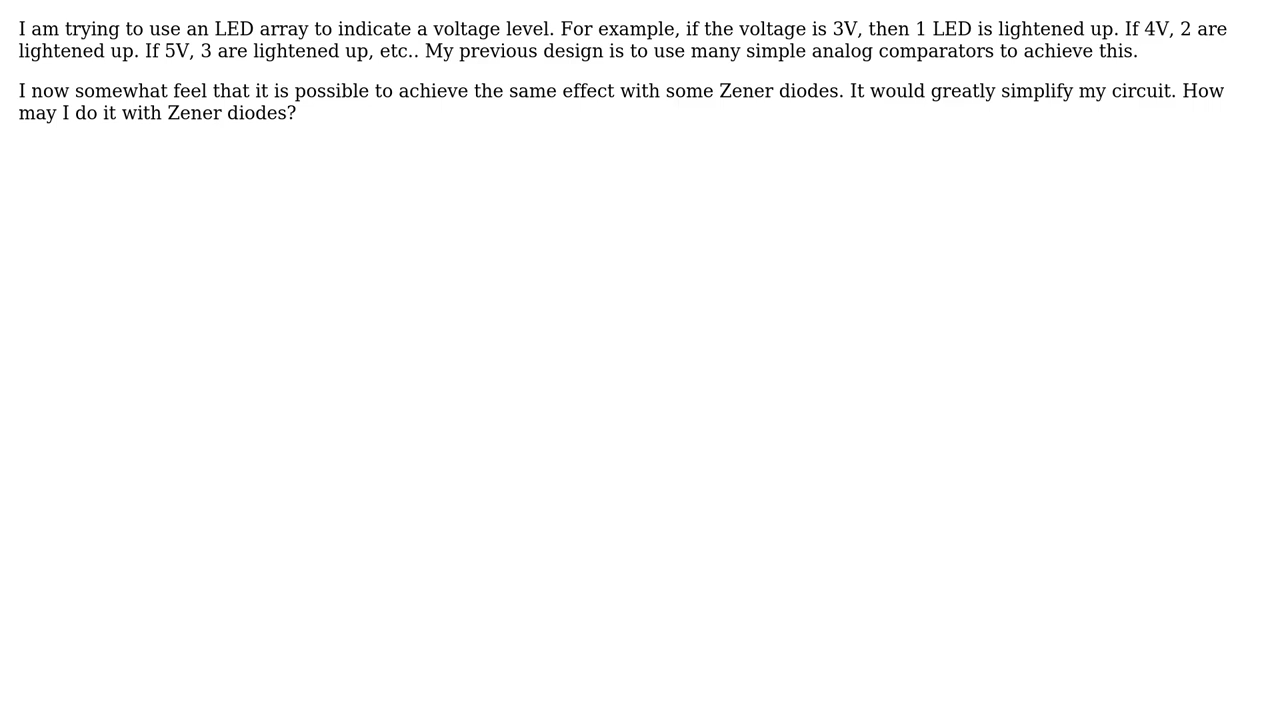 I am trying to use an LED array to indicate a voltage level. For example, if the voltage is 3V, then 1 LED is lightened up. If 4V, 2 are
lightened up. If 5V, 3 are lightened up, etc.. My previous design is to use many simple analog comparators to achieve this.
I now somewhat feel that it is possible to achieve the same effect with some Zener diodes. It would greatly simplify my circuit. How
may I do it with Zener diodes?